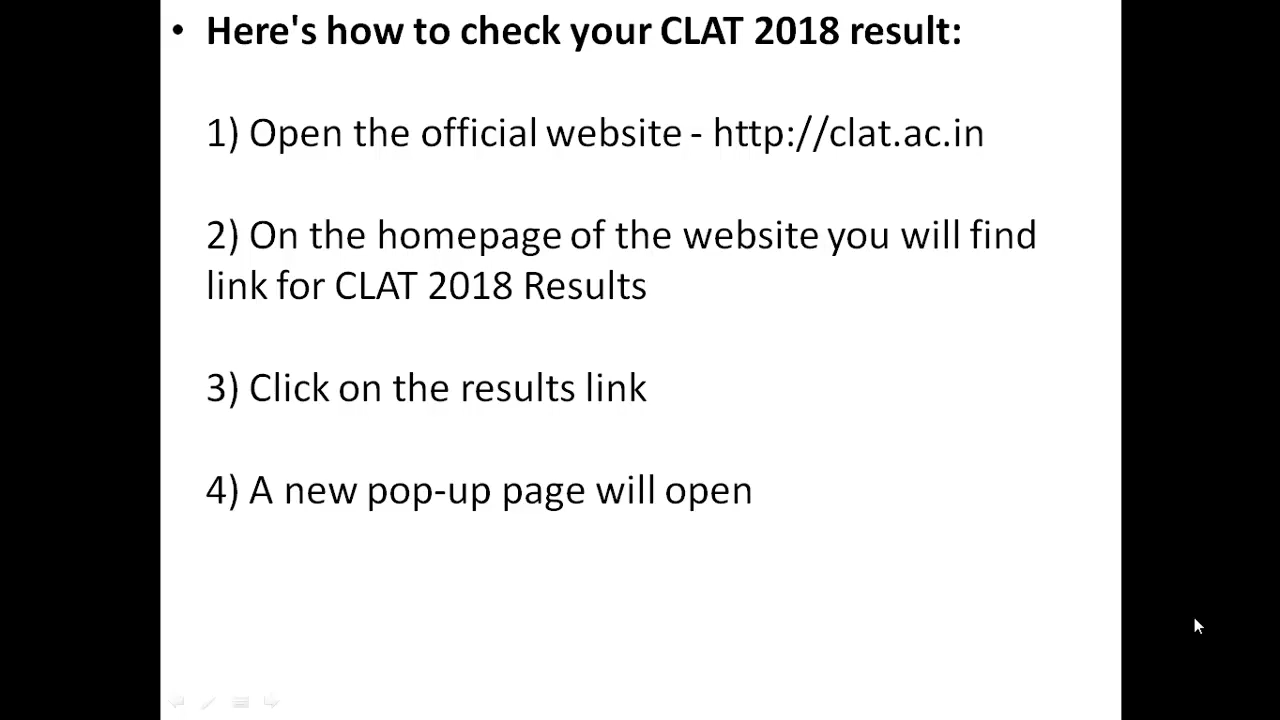 • Here's how to check your CLAT 2018 result:
1) Open the official website - http://clat.ac.in
2) On the homepage of the website you will find
link for CLAT 2018 Results
3) Click on the results link
4) A new pop-up page will open